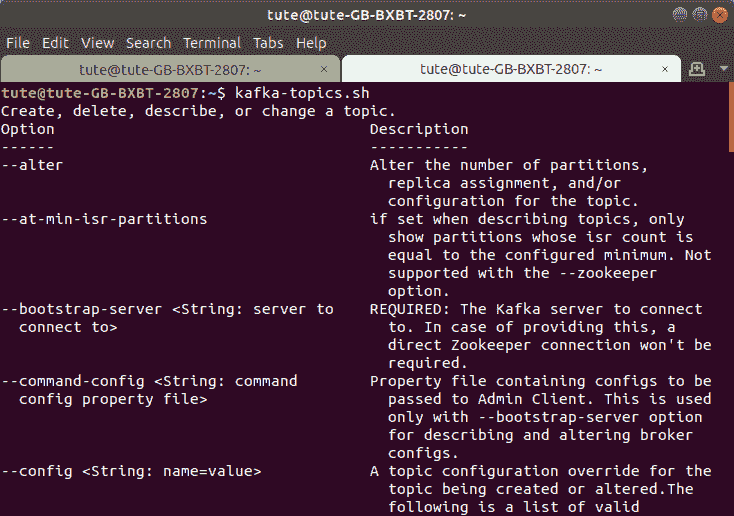 tute@tute-GB-BXBT-2807: ~
File Edit View Search Terminal Tabs Help
tute@tute-GB-BXBT-2807: ~ × tute@tute-GB-BXBT-2807: ~ ×
tute@tute-GB-BXBT-2807:~$ kafka-topics.sh
Create, delete, describe, or change a topic.
Option Description
------ -----------
--alter Alter the number of partitions,
replica assignment, and/or
configuration for the topic.
--at-min-isr-partitions if set when describing topics, only
show partitions whose isr count is
equal to the configured minimum. Not
supported with the --zookeeper
option.
--bootstrap-server <String: server to REQUIRED: The Kafka server to connect
connect to> to. In case of providing this, a
direct Zookeeper connection won't be
required.
--command-config <String: command Property file containing configs to be
config property file> passed to Admin Client. This is used
only with --bootstrap-server option
for describing and altering broker
configs.
--config <String: name=value> A topic configuration override for the
topic being created or altered.The
following is a list of valid